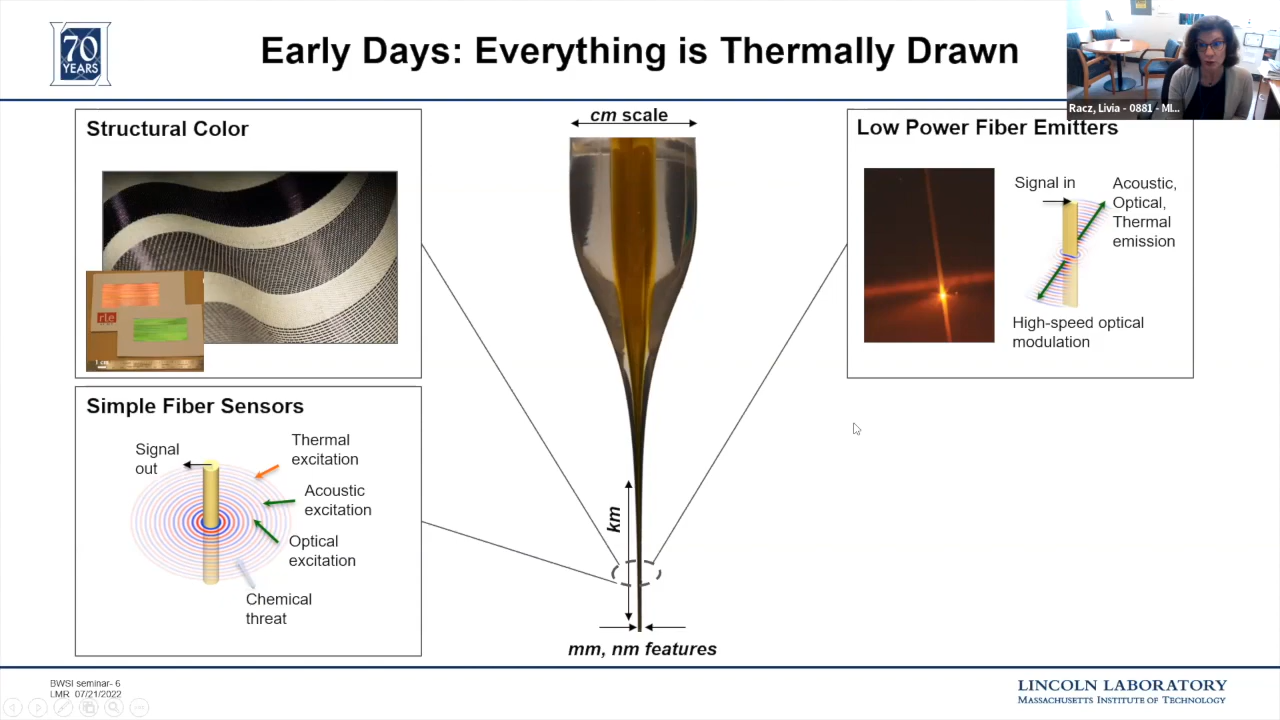 70
YEARS
Early Days: Everything is Thermally Drawn
Racz, Livia - 0881 - MI...
Structural Color
rle
1 cm
cm scale
Low Power Fiber Emitters
Signal in
Acoustic,
Optical,
Thermal
emission
High-speed optical
modulation
Simple Fiber Sensors
Signal
out
Thermal
excitation
Acoustic
excitation
Optical
excitation
Chemical
threat
km
mm, nm features
BWSI seminar- 6
LMR 07/21/2022
LINCOLN LABORATORY
MASSACHUSETTS INSTITUTE OF TECHNOLOGY